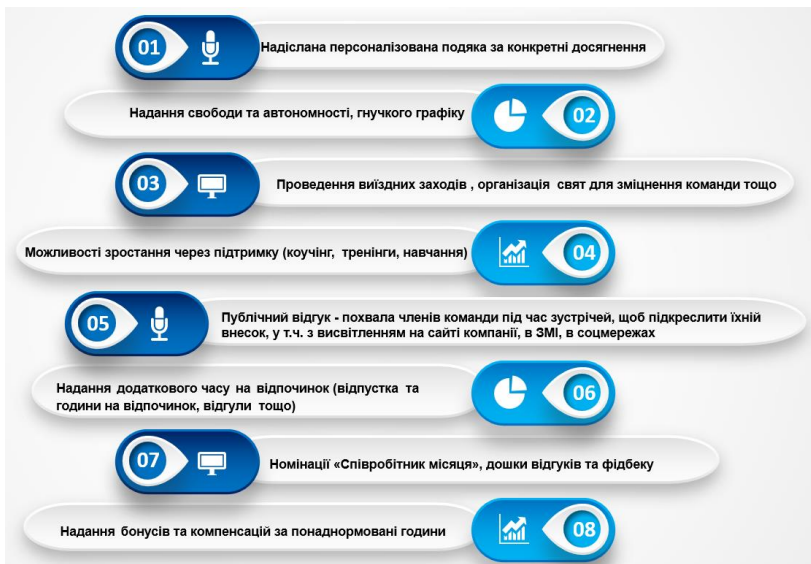 01
Надіслана персоналізована подяка за конкретні досягнення
Надання свободи та автономності, гнучкого графіку
02
03
Проведення виїздних заходів , організація свят для зміцнення команди тощо
Можливості зростання через підтримку (коучінг, тренінги, навчання)
04
05
Публічний відгук - похвала членів команди під час зустрічей, щоб підкреслити їхній
внесок, у т.ч. з висвітленням на сайті компанії, в ЗМІ, в соцмережах
Надання додаткового часу на відпочинок (відпустка та
години на відпочинок, відгули тощо)
06
07
Номінації «Співробітник місяця», дошки відгуків та фідбеку
Надання бонусів та компенсацій за понаднормовані години
08